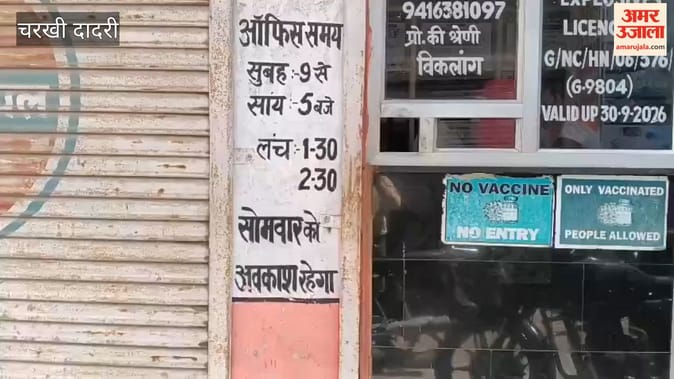 चरखी दादरी
ऑफिस समय
सुबह :- 9 से
सांय :- 5 बजे
लंच :- 1-30
2-30
सोमवार को
अवकाश रहेगा
9416381097
प्रो. की श्रेणी
विकलांग
LICENC
G/NC/HN/06/576/
(G-9804)
VALID UP 30-9-2026
NO VACCINE
NO ENTRY
ONLY VACCINATED
PEOPLE ALLOWED
अमर
उजाला
amarujala.com